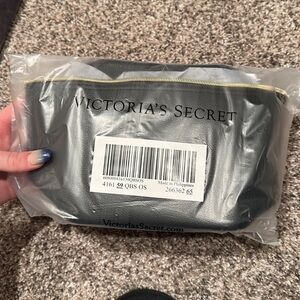 VICTORIA'S SECRET
4161 59 QBS OS
Made in Philippines
266362 65
VictoriasSecret.com